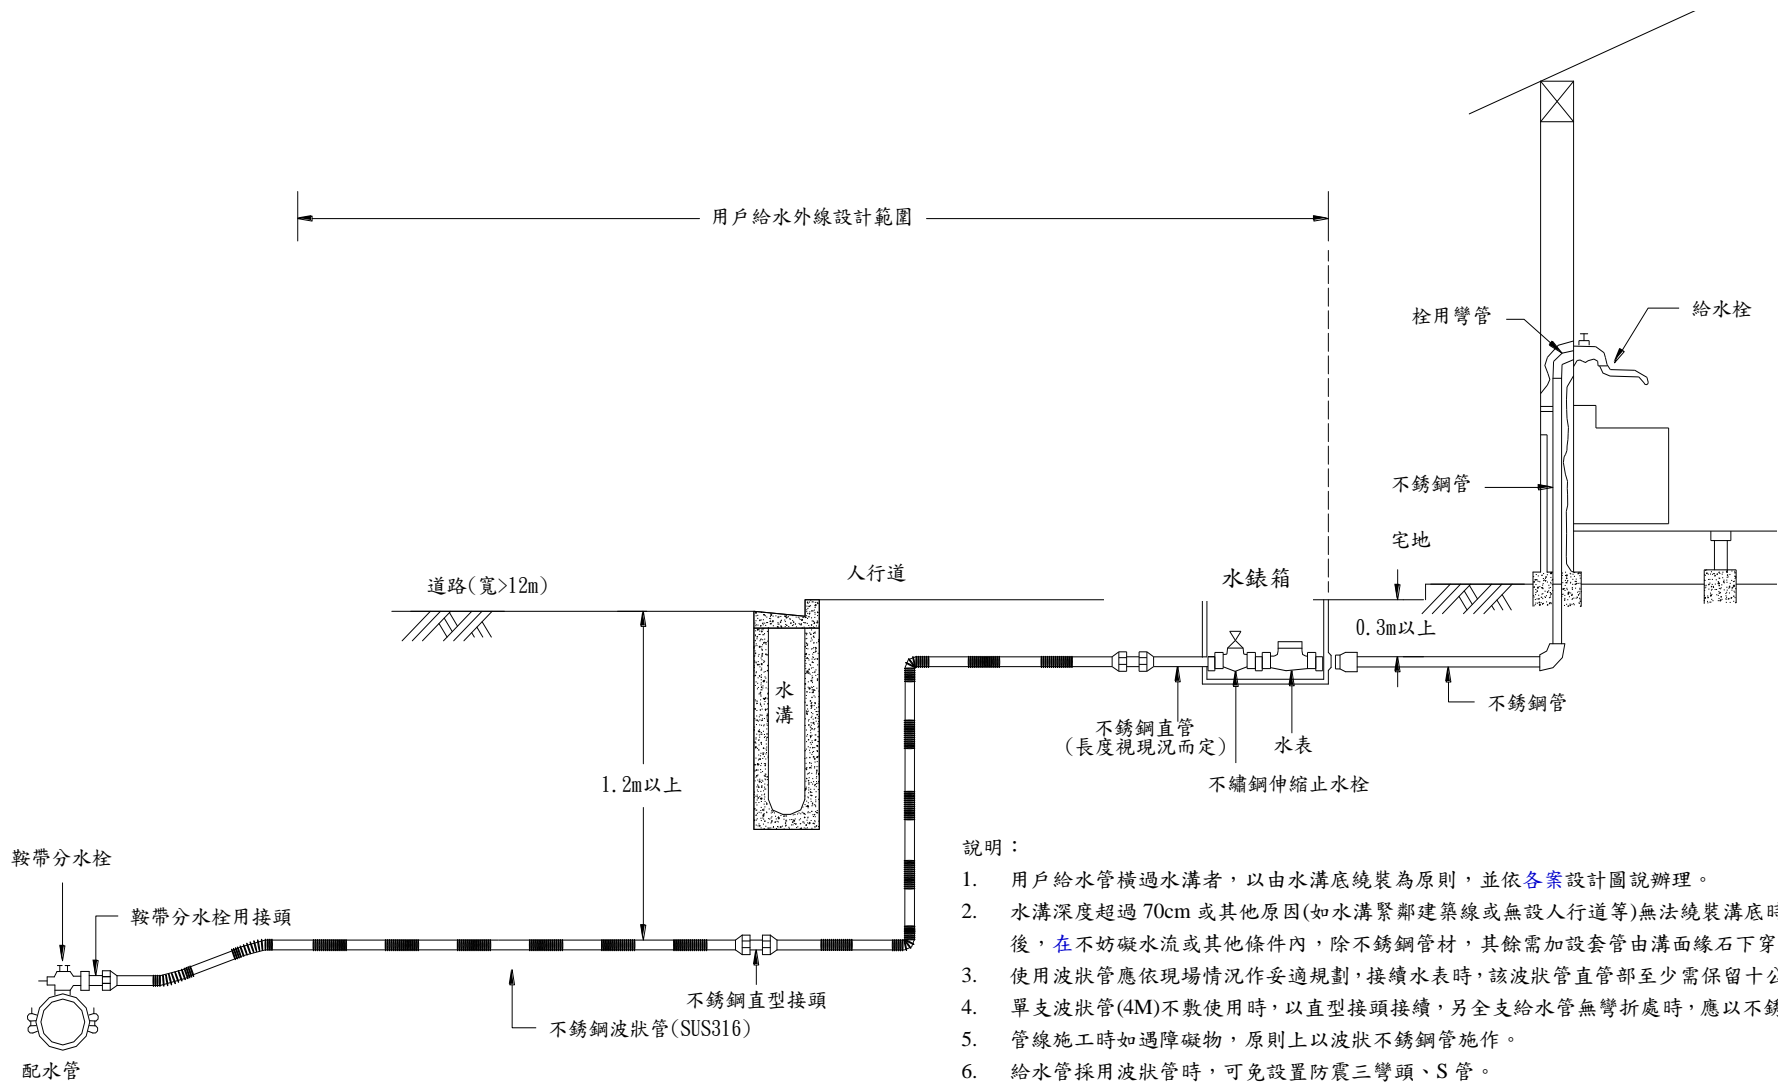 用戶給水外線設計範圍
栓用彎管
給水栓
不銹鋼管
宅地
道路(寬>12m)
人行道
水錶箱
0.3m以上
水溝
不銹鋼管
不銹鋼直管
(長度視現況而定)
水表
不繡鋼伸縮止水栓
1.2m以上
鞍帶分水栓
鞍帶分水栓用接頭
不銹鋼直型接頭
不銹鋼波狀管(SUS316)
配水管
說明：
1. 用戶給水管橫過水溝者，以由水溝底繞裝為原則，並依各案設計圖說辦理。
2. 水溝深度超過 70cm 或其他原因(如水溝緊鄰建築線或無設人行道等)無法繞裝溝底時
後，在不妨礙水流或其他條件內，除不銹鋼管材，其餘需加設套管由溝面緣石下穿
3. 使用波狀管應依現場情況作妥適規劃，接續水表時，該波狀管直管部至少需保留十公
4. 單支波狀管(4M)不敷使用時，以直型接頭接續，另全支給水管無彎折處時，應以不銹
5. 管線施工時如遇障礙物，原則上以波狀不銹鋼管施作。
6. 給水管採用波狀管時，可免設置防震三彎頭、S 管。